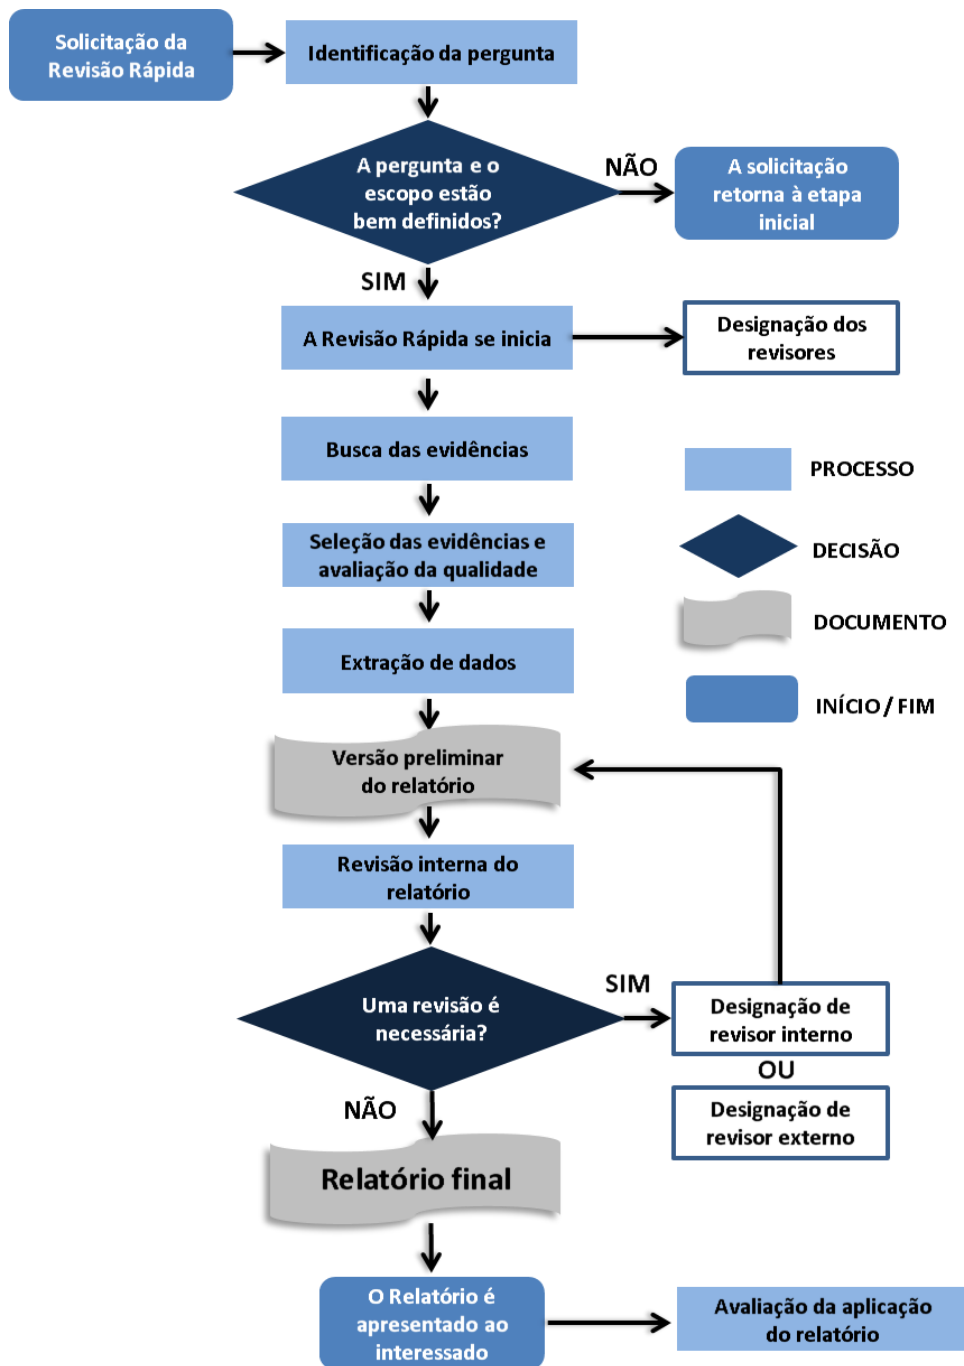 Solicitação da
Revisão Rápida
Identificação da pergunta
A pergunta e o
escopo estão
bem definidos?
NÃO
A solicitação
retorna à etapa
inicial
SIM
A Revisão Rápida se inicia
Designação dos
revisores
Busca das evidências
PROCESSO
Seleção das evidências e
avaliação da qualidade
DECISÃO
Extração de dados
DOCUMENTO
INÍCIO / FIM
Versão preliminar
do relatório
Revisão interna do
relatório
Uma revisão é
necessária?
SIM
Designação de
revisor interno
OU
Designação de
revisor externo
NÃO
Relatório final
O Relatório é
apresentado ao
interessado
Avaliação da aplicação
do relatório